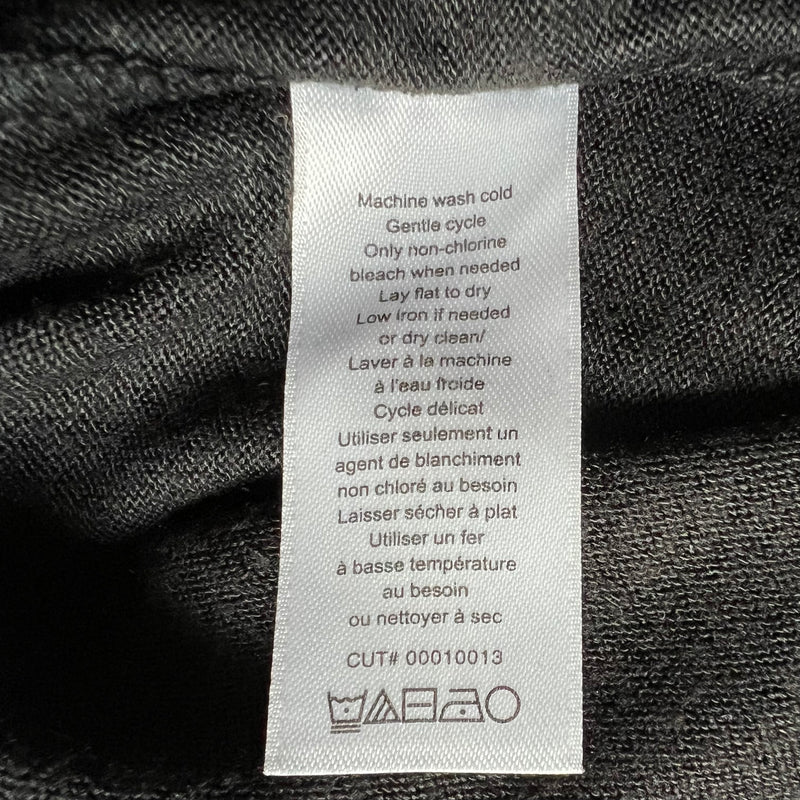 Machine wash cold
Gentle cycle
Only non-chlorine
bleach when needed
Lay flat to dry
Low iron if needed
or dry clean/
Laver à la machine
à l'eau froide
Cycle délicat
Utiliser seulement un
agent de blanchiment
non chloré au besoin
Laisser sécher à plat
Utiliser un fer
à basse température
au besoin
ou nettoyer à sec
CUT# 00010013